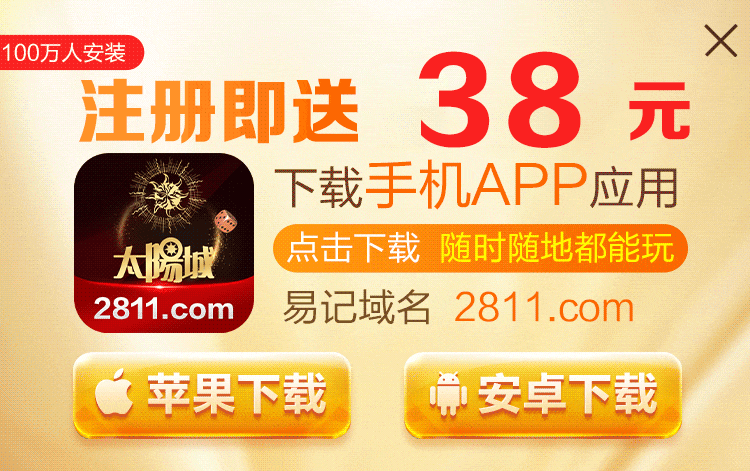 100万人安装
注册即送 38 元
下载手机APP应用
太陽城
点击下载 随时随地都能玩
2811.com
易记域名 2811.com
苹果下载
安卓下载